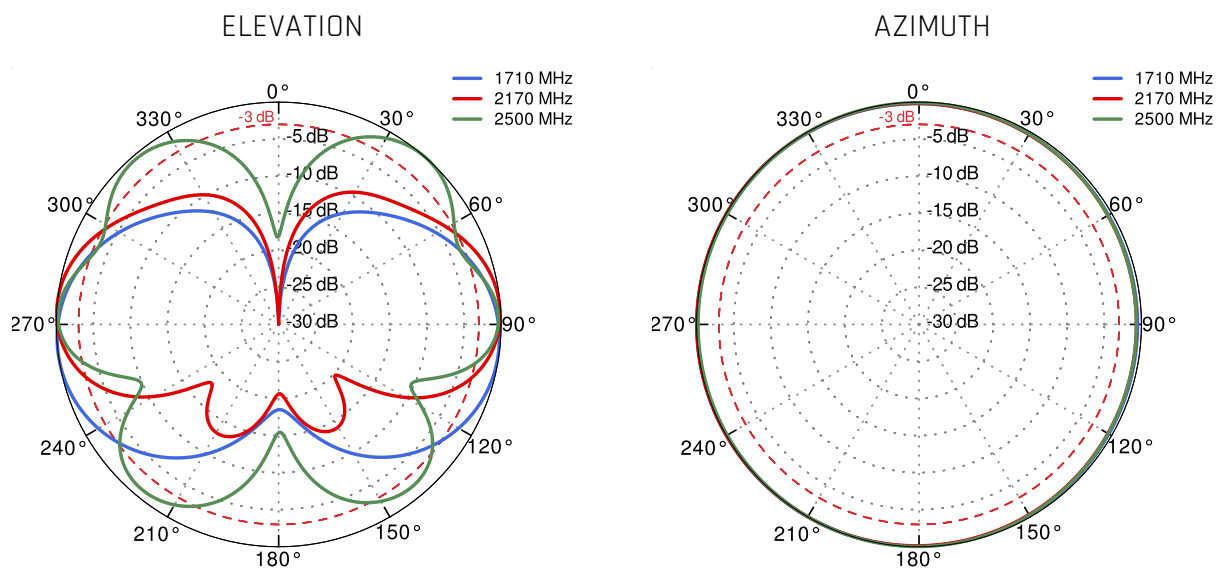 ELEVATION
AZIMUTH
1710 MHz
2170 MHz
2500 MHz
0°
330°
30°
-3 dB
-5 dB
-10 dB
300°
60°
-15 dB
-20 dB
-25 dB
-30 dB
270°
90°
240°
120°
210°
150°
180°
1710 MHz
2170 MHz
2500 MHz
0°
330°
30°
-3 dB
-5 dB
-10 dB
300°
60°
-15 dB
-20 dB
-25 dB
-30 dB
270°
90°
240°
120°
210°
150°
180°